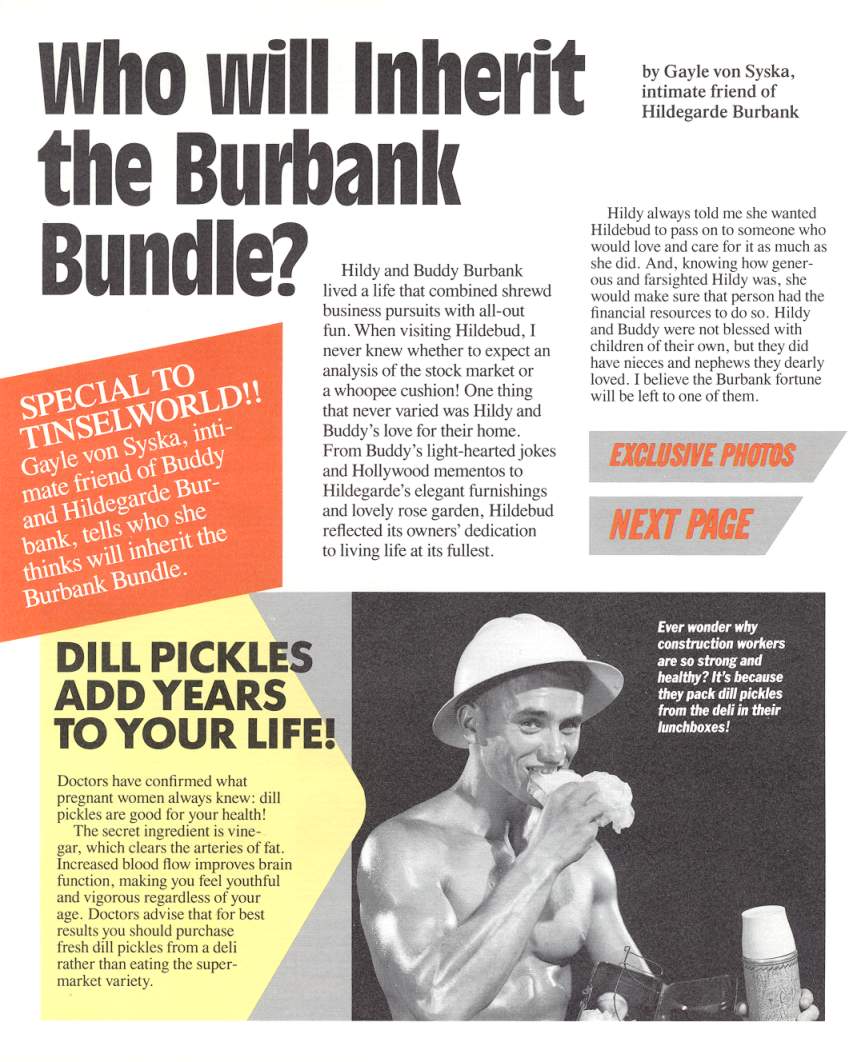 Who will Inherit
the Burbank
Bundle?
by Gayle von Syska,
intimate friend of
Hildegarde Burbank
SPECIAL TO
TINSELWORLD!!
Gayle von Syska, inti-
mate friend of Buddy
and Hildegarde Bur-
bank, tells who she
thinks will inherit the
Burbank Bundle.
Hildy and Buddy Burbank
lived a life that combined shrewd
business pursuits with all-out
fun. When visiting Hildebud, I
never knew whether to expect an
analysis of the stock market or
a whoopee cushion! One thing
that never varied was Hildy and
Buddy's love for their home.
From Buddy's light-hearted jokes
and Hollywood mementos to
Hildegarde's elegant furnishings
and lovely rose garden, Hildebud
reflected its owners' dedication
to living life at its fullest.
Hildy always told me she wanted
Hildebud to pass on to someone who
would love and care for it as much as
she did. And, knowing how gener-
ous and farsighted Hildy was, she
would make sure that person had the
financial resources to do so. Hildy
and Buddy were not blessed with
children of their own, but they did
have nieces and nephews they dearly
loved. I believe the Burbank fortune
will be left to one of them.
EXCLUSIVE PHOTOS
NEXT PAGE
DILL PICKLES
ADD YEARS
TO YOUR LIFE!
Doctors have confirmed what
pregnant women always knew: dill
pickles are good for your health!
The secret ingredient is vine-
gar, which clears the arteries of fat.
Increased blood flow improves brain
function, making you feel youthful
and vigorous regardless of your
age. Doctors advise that for best
results you should purchase
fresh dill pickles from a deli
rather than eating the super-
market variety.
Ever wonder why
construction workers
are so strong and
healthy? It's because
they pack dill pickles
from the deli in their
lunchboxes!